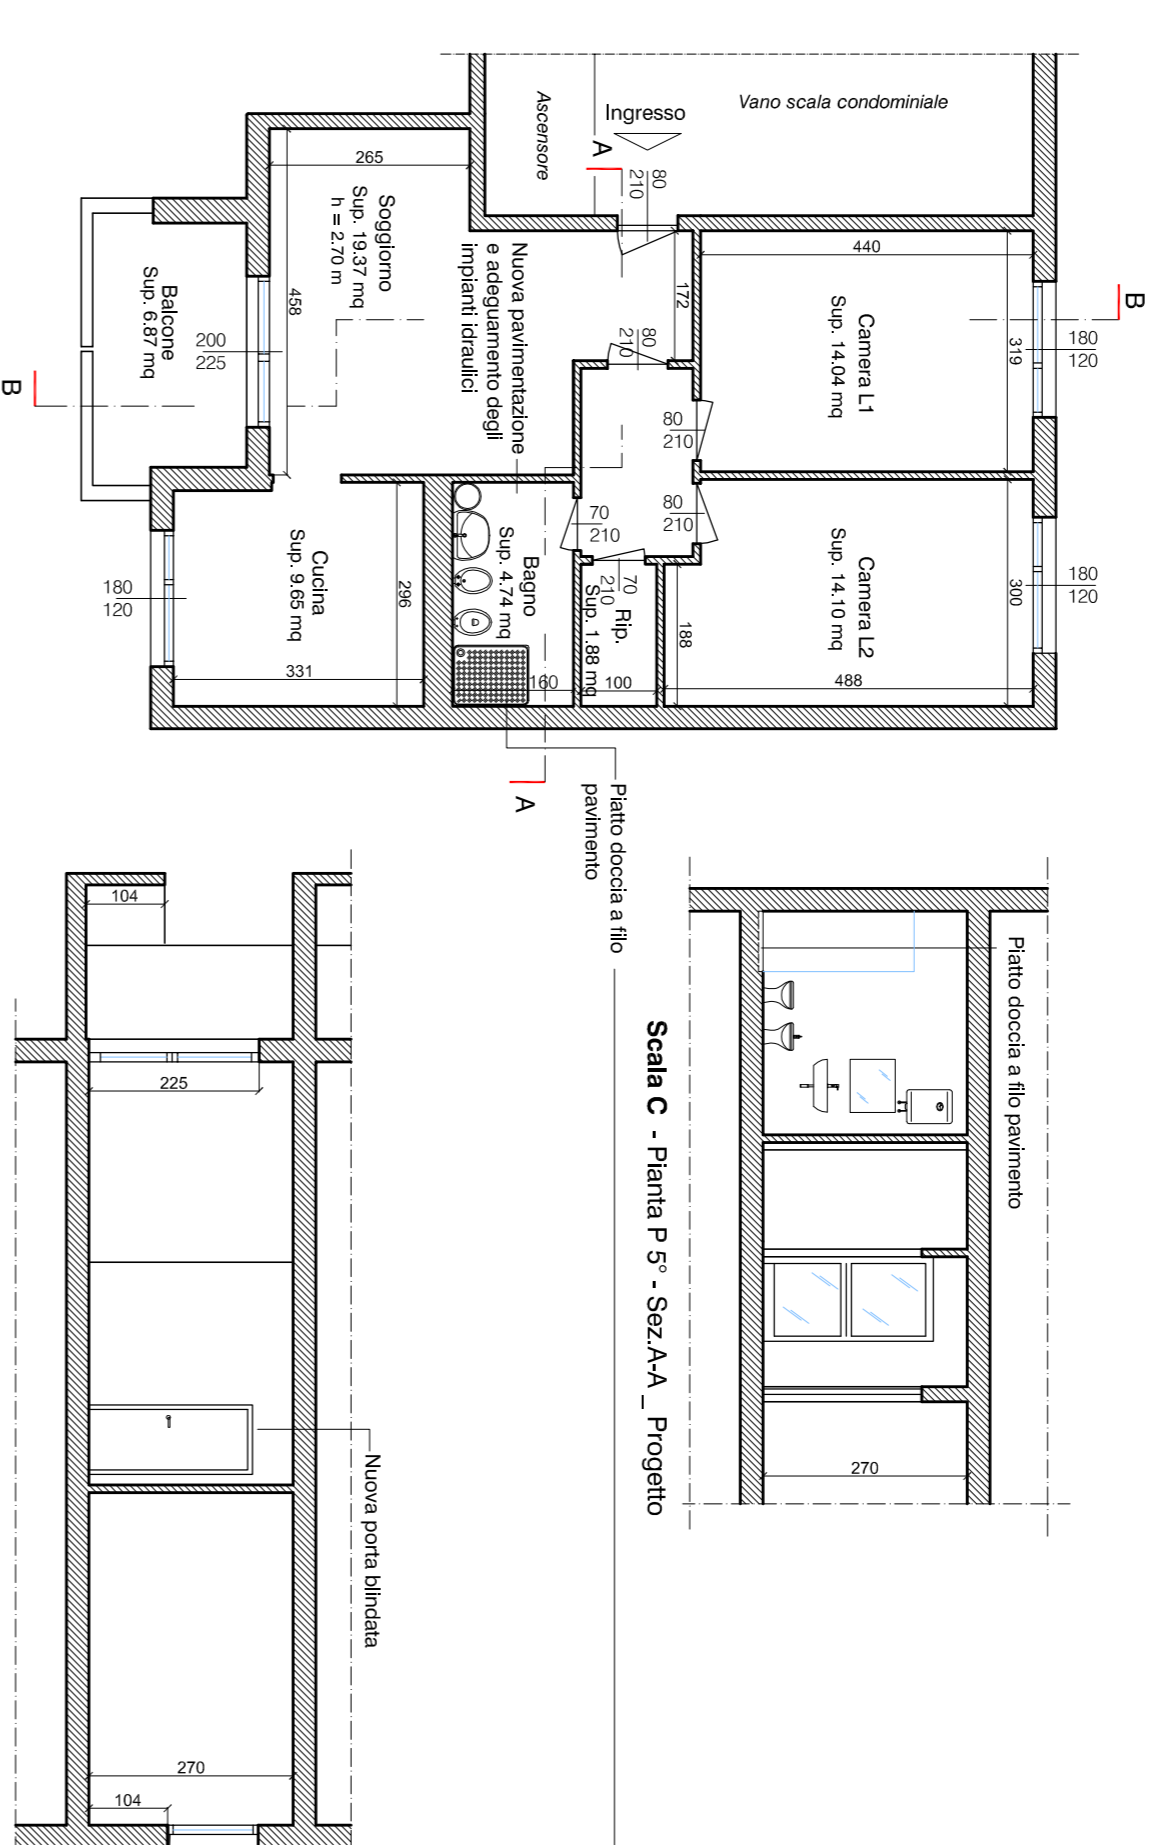 Vano scala condominiale
Ascensore
Ingresso
A
80
210
B
180
120
180
120
440
319
Camera L1
Sup. 14.04 mq
300
Camera L2
Sup. 14.10 mq
488
188
172
80
210
80
210
80
210
70
210
70
210
Rip.
Sup. 1.88 mq
100
160
Bagno
Sup. 4.74 mq
Nuova pavimentazione
e adeguamento degli
impianti idraulici
265
Soggiorno
Sup. 19.37 mq
h = 2.70 m
458
200
225
Balcone
Sup. 6.87 mq
B
Cucina
Sup. 9.65 mq
296
331
180
120
A
Piatto doccia a filo
pavimento
Piatto doccia a filo pavimento
270
Scala C - Pianta P 5° - Sez.A-A _ Progetto
104
225
Nuova porta blindata
270
104